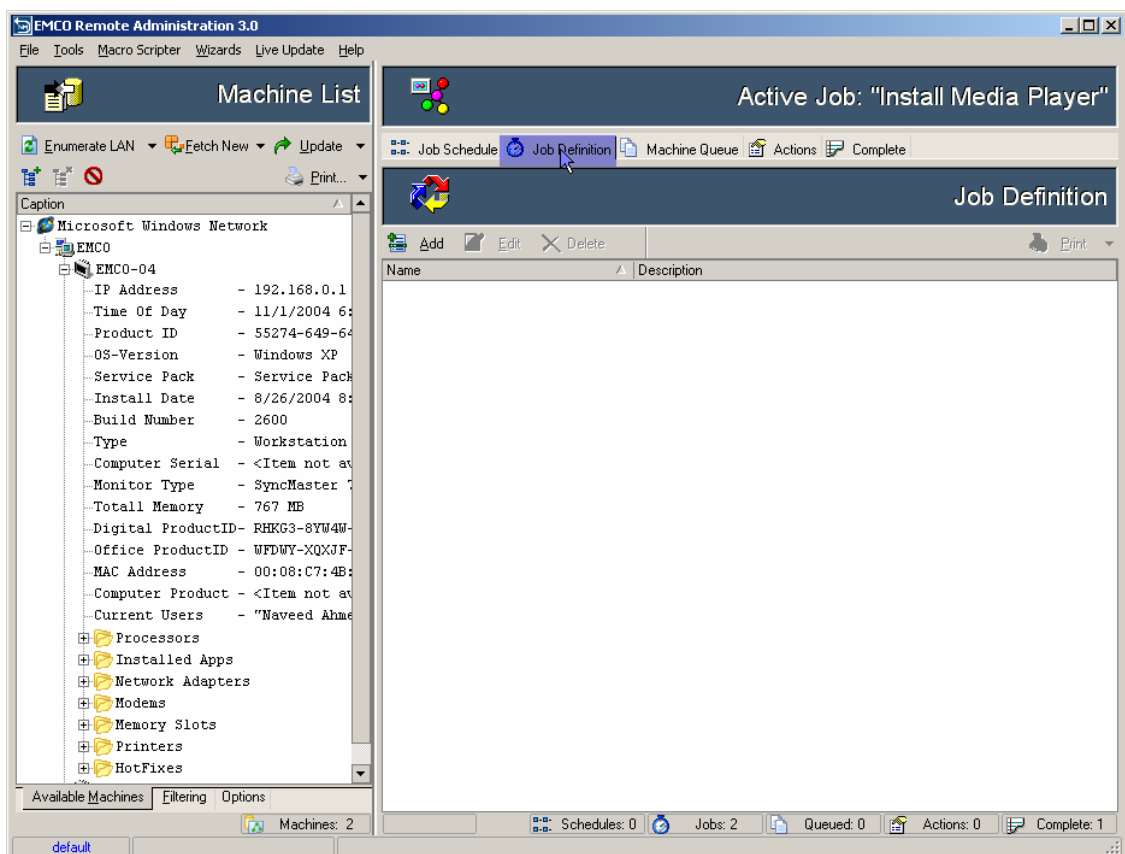 EMCO Remote Administration 3.0
File Tools Macro Scripter Wizards Live Update Help
Machine List
Active Job: "Install Media Player"
Enumerate LAN Fetch New Update
Job Schedule Job Definition Machine Queue Actions Complete
Print...
Job Definition
Caption
Add Edit Delete Print
Name Description
Microsoft Windows Network
EMCO
EMCO-04
IP Address - 192.168.0.1
Time Of Day - 11/1/2004 6:
Product ID - 55274-649-64
OS-Version - Windows XP
Service Pack - Service Pack
Install Date - 8/26/2004 8:
Build Number - 2600
Type - Workstation
Computer Serial - <Item not av
Monitor Type - SyncMaster 7
Totall Memory - 767 MB
Digital ProductID- RHKG3-8YW4W-
Office ProductID - WFDWY-XQXJF-
MAC Address - 00:08:C7:4B:
Computer Product - <Item not av
Current Users - "Naveed Ahme
Processors
Installed Apps
Network Adapters
Modems
Memory Slots
Printers
HotFixes
Available Machines Filtering Options
Machines: 2
Schedules: 0 Jobs: 2 Queued: 0 Actions: 0 Complete: 1
default